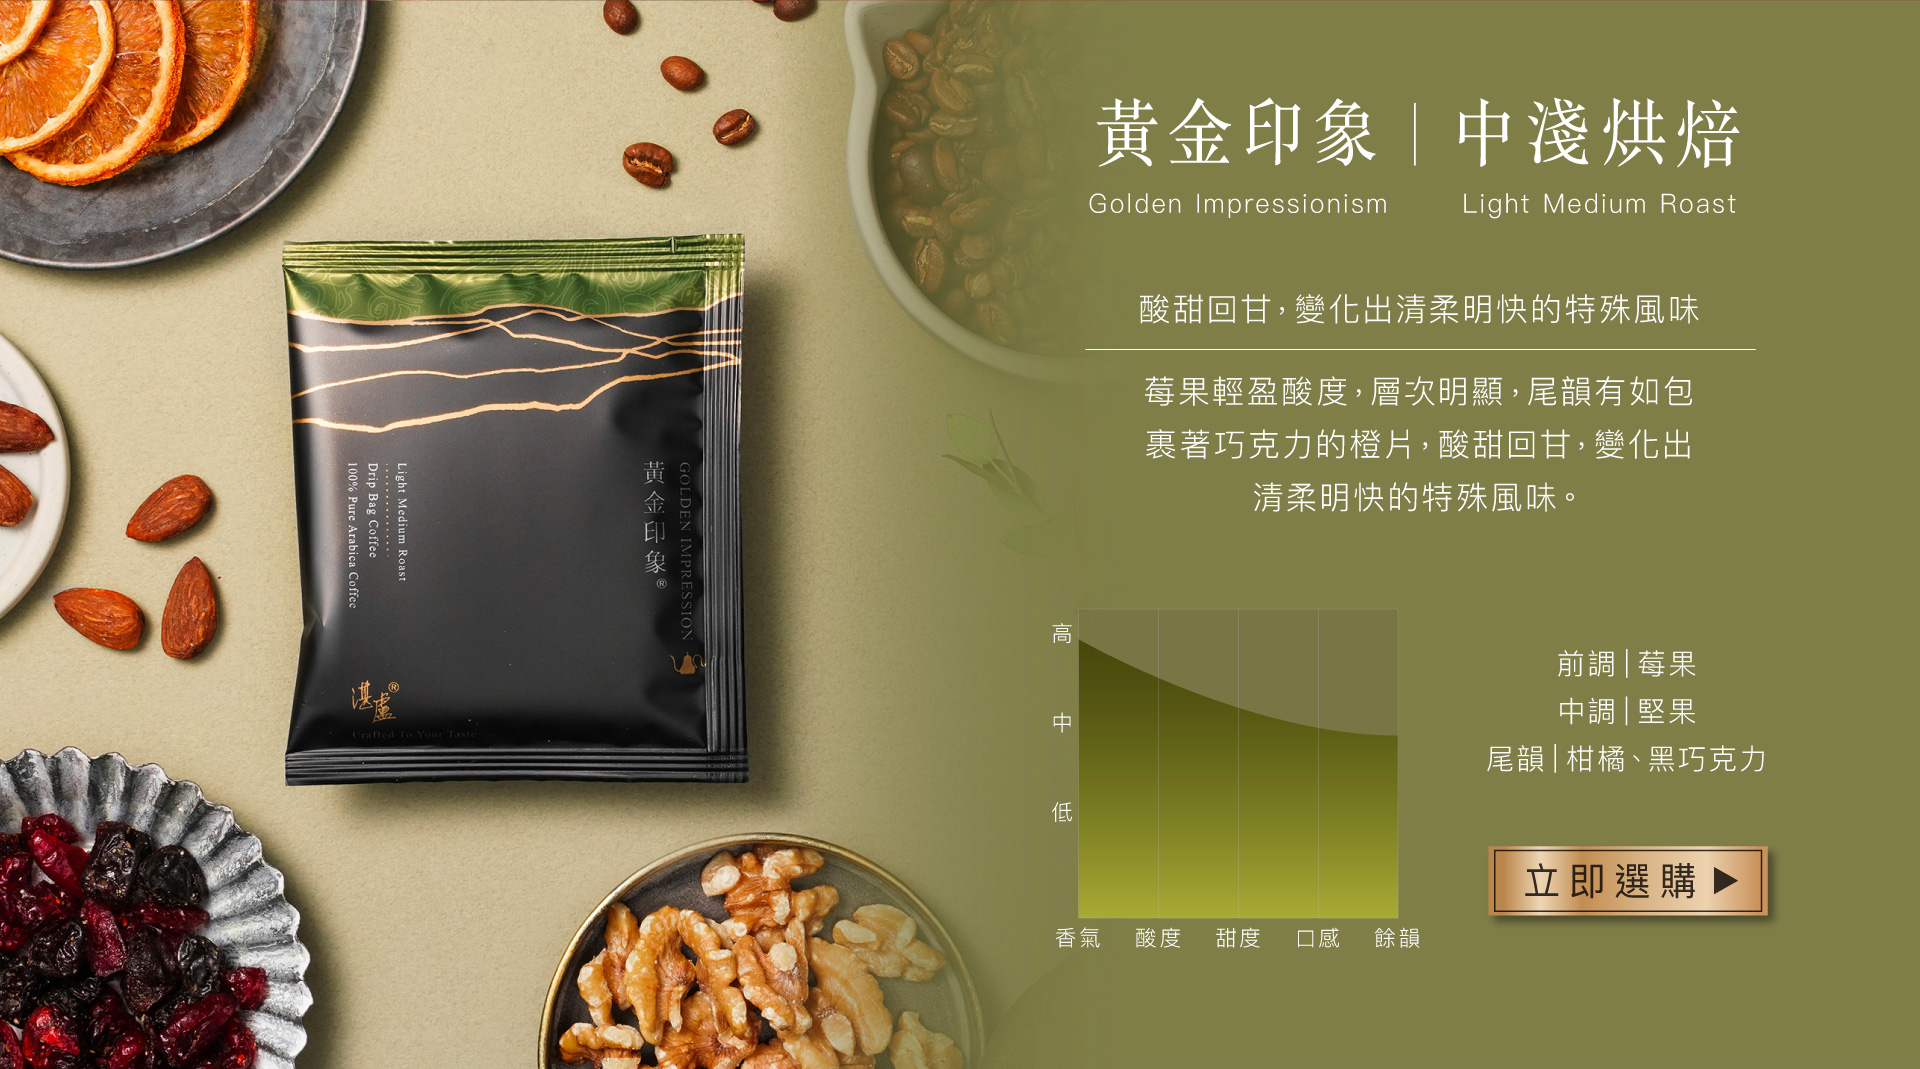 黃金印象｜中淺烘焙
Golden Impressionism Light Medium Roast
酸甜回甘，變化出清柔明快的特殊風味
莓果輕盈酸度，層次明顯，尾韻有如包
裹著巧克力的橙片，酸甜回甘，變化出
清柔明快的特殊風味。
高
中
低
香氣 酸度 甜度 口感 餘韻
前調｜莓果
中調｜堅果
尾韻｜柑橘、黑巧克力
立即選購▶
GOLDEN IMPRESSION
黃金印象®
Light Medium Roast
Drip Bag Coffee
100% Pure Arabica Coffee
湛盧®
Crafted To Your Taste